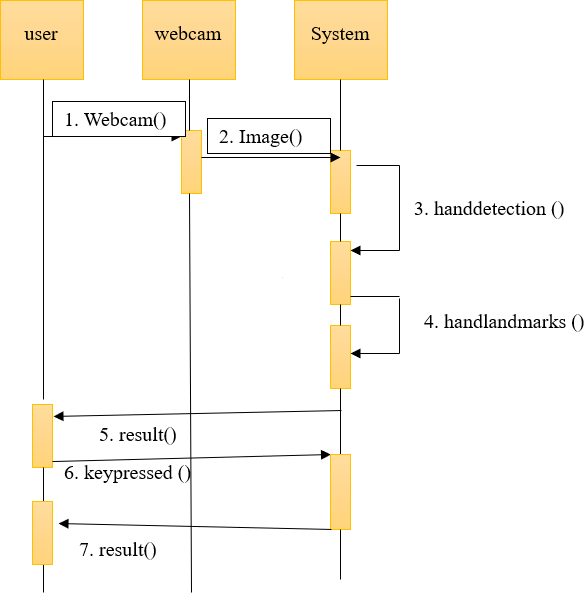 user
webcam
System
1. Webcam()
2. Image()
3. handdetection ()
4. handlandmarks ()
5. result()
6. keypressed ()
7. result()